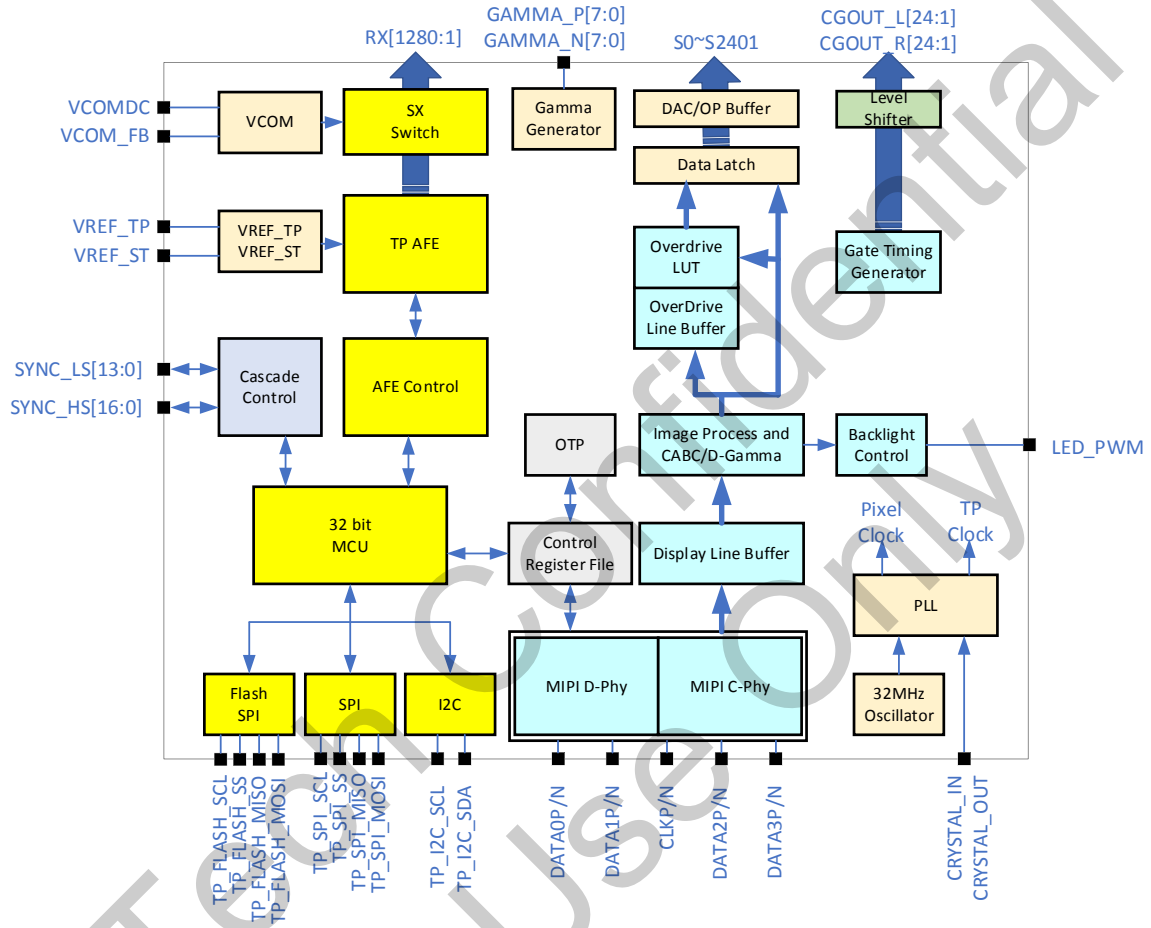 GAMMA_P[7:0]
GAMMA_N[7:0]
CGOUT_L[24:1]
CGOUT_R[24:1]
RX[1280:1]
S0~S2401
VCOMDC
VCOM_FB
VCOM
SX
Switch
Gamma
Generator
DAC/OP Buffer
Level
Shifter
Data Latch
VREF_TP
VREF_ST
VREF_TP
VREF_ST
TP AFE
Overdrive
LUT
Gate Timing
Generator
OverDrive
Line Buffer
SYNC_LS[13:0]
SYNC_HS[16:0]
Cascade
Control
AFE Control
OTP
Image Process and
CABC/D-Gamma
Backlight
Control
LED_PWM
32 bit
MCU
Control
Register File
Display Line Buffer
Pixel
Clock
TP
Clock
PLL
Flash
SPI
SPI
I2C
MIPI D-Phy
MIPI C-Phy
32MHz
Oscillator
TP_FLASH_SCL
TP_FLASH_SS
TP_FLASH_MISO
TP_FLASH_MOSI
TP_SPI_SCL
TP_SPI_SS
TP_SPI_MISO
TP_SPI_MOSI
TP_I2C_SCL
TP_I2C_SDA
DATA0P/N
DATA1P/N
CLKP/N
DATA2P/N
DATA3P/N
CRYSTAL_IN
CRYSTAL_OUT
Tech Confidential
Use Only